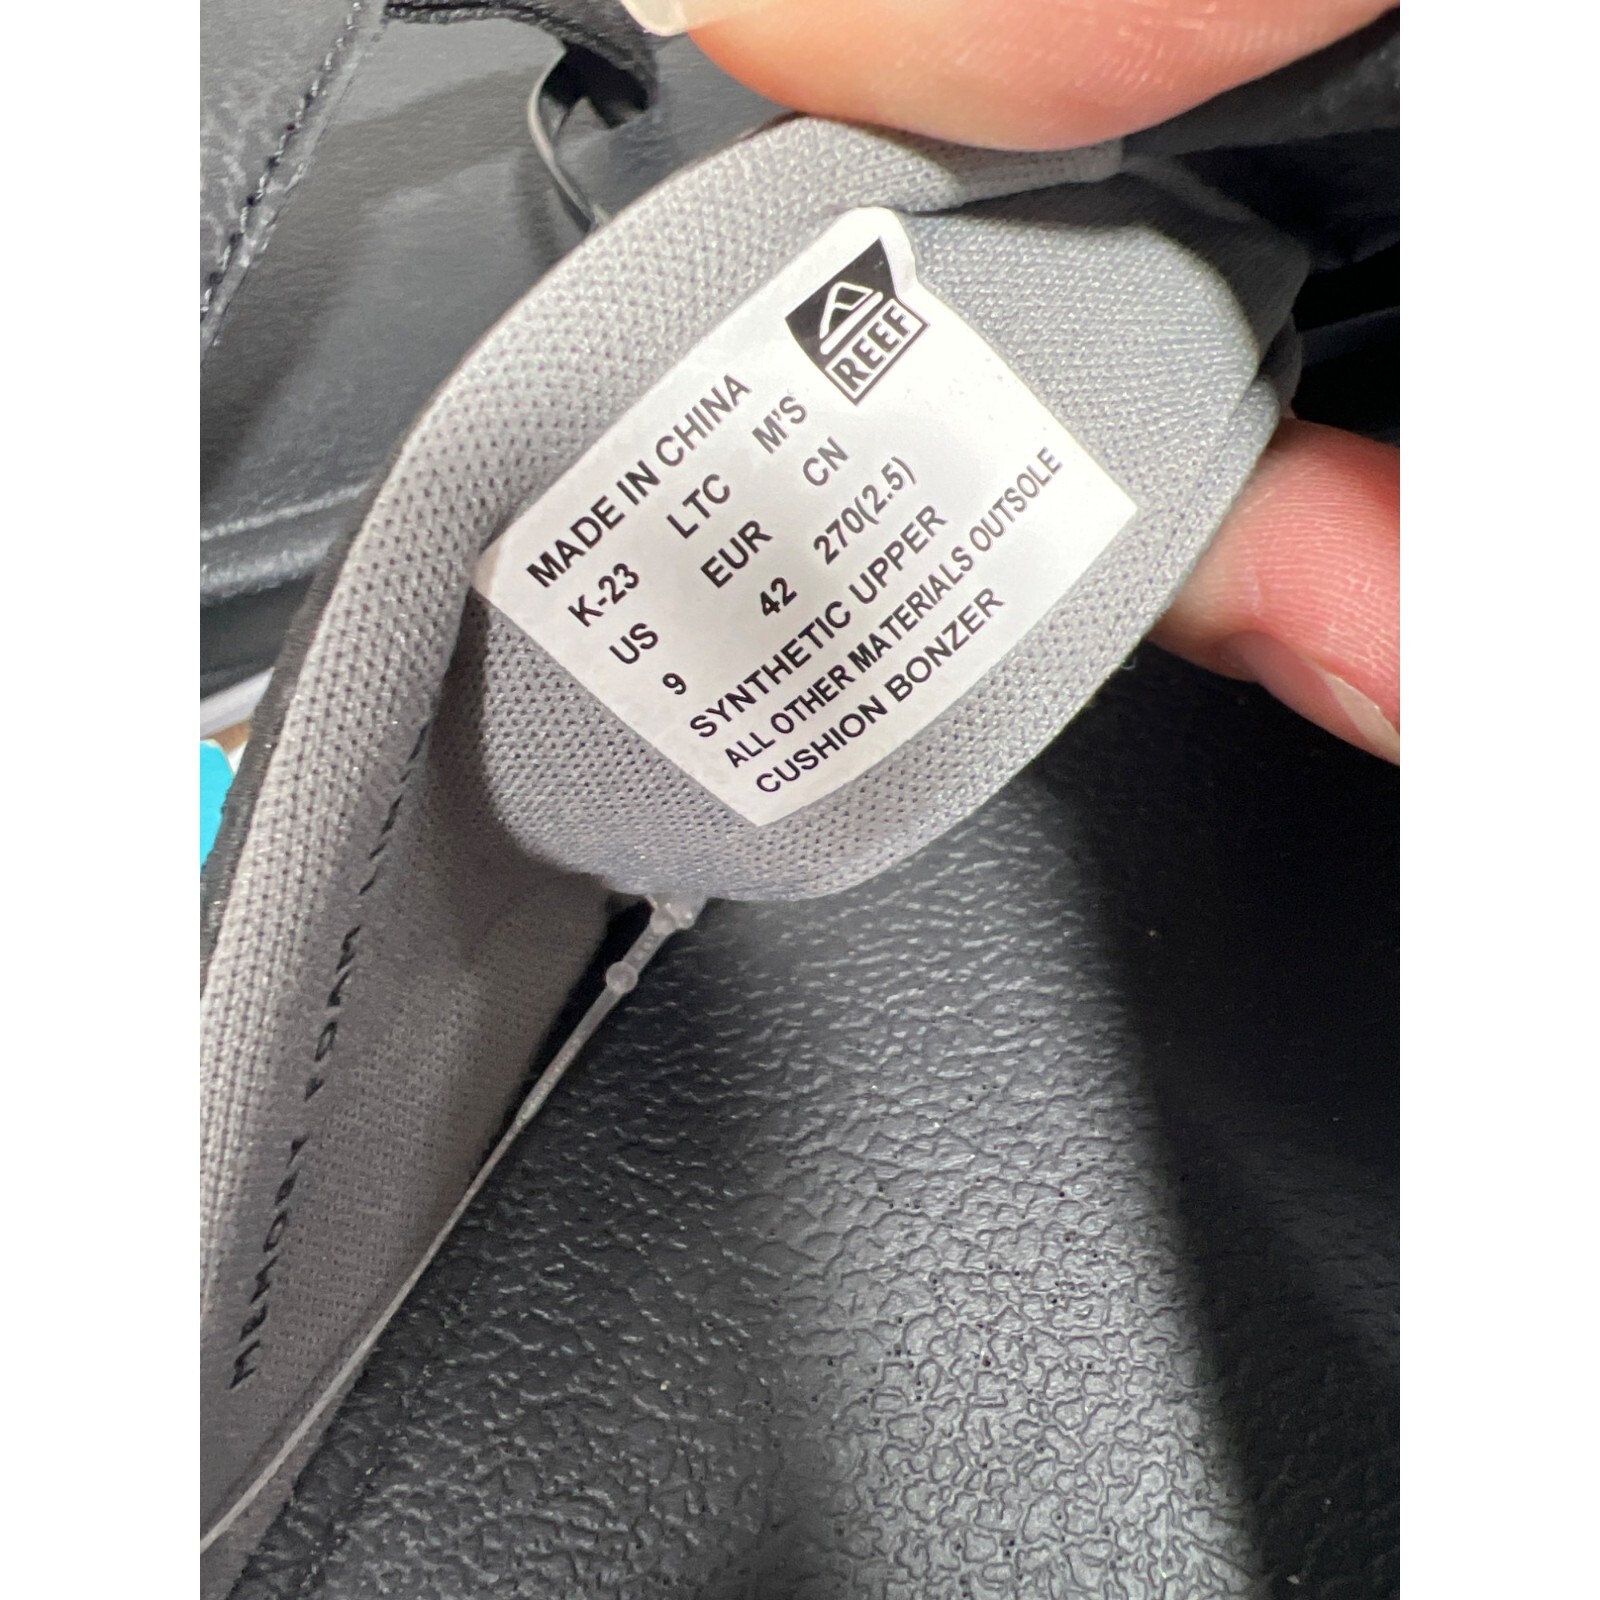 REEF
MADE IN CHINA
K-23 LTC M'S
US EUR CN
9 42 270(2.5)
SYNTHETIC UPPER
ALL OTHER MATERIALS OUTSOLE
CUSHION BONZER